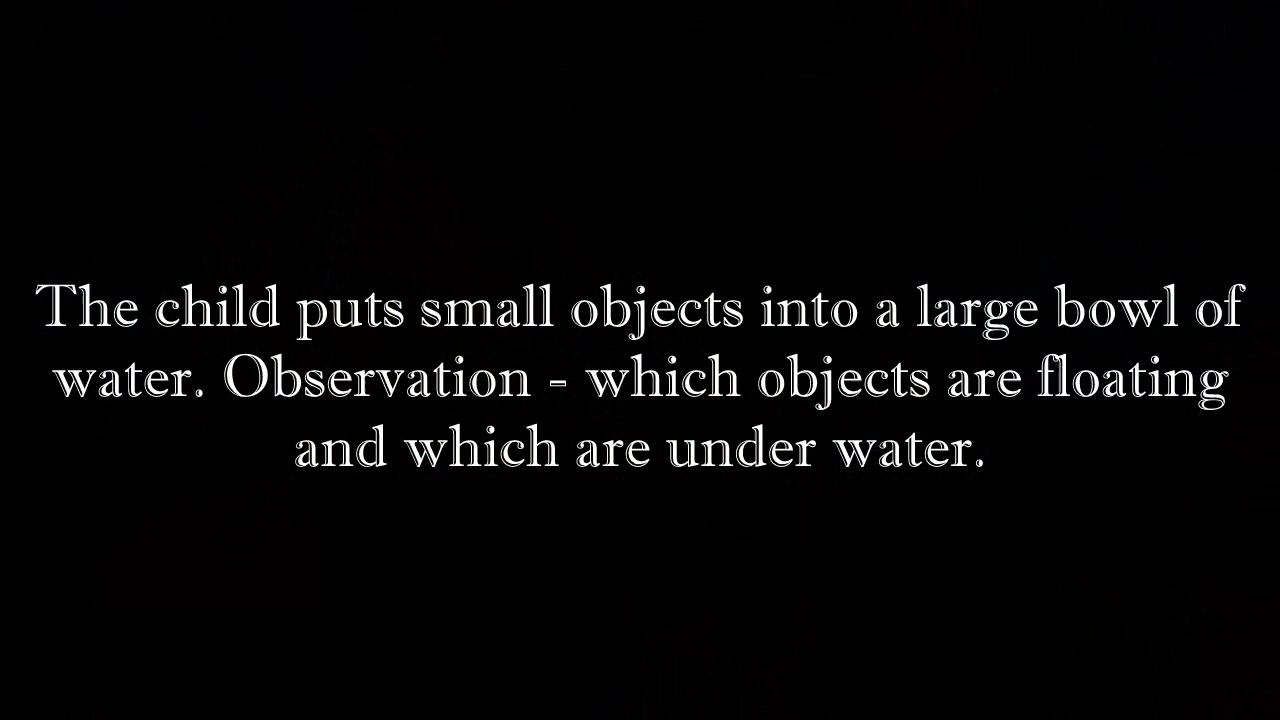 The child puts small objects into a large bowl of
water. Observation - which objects are floating
and which are under water.